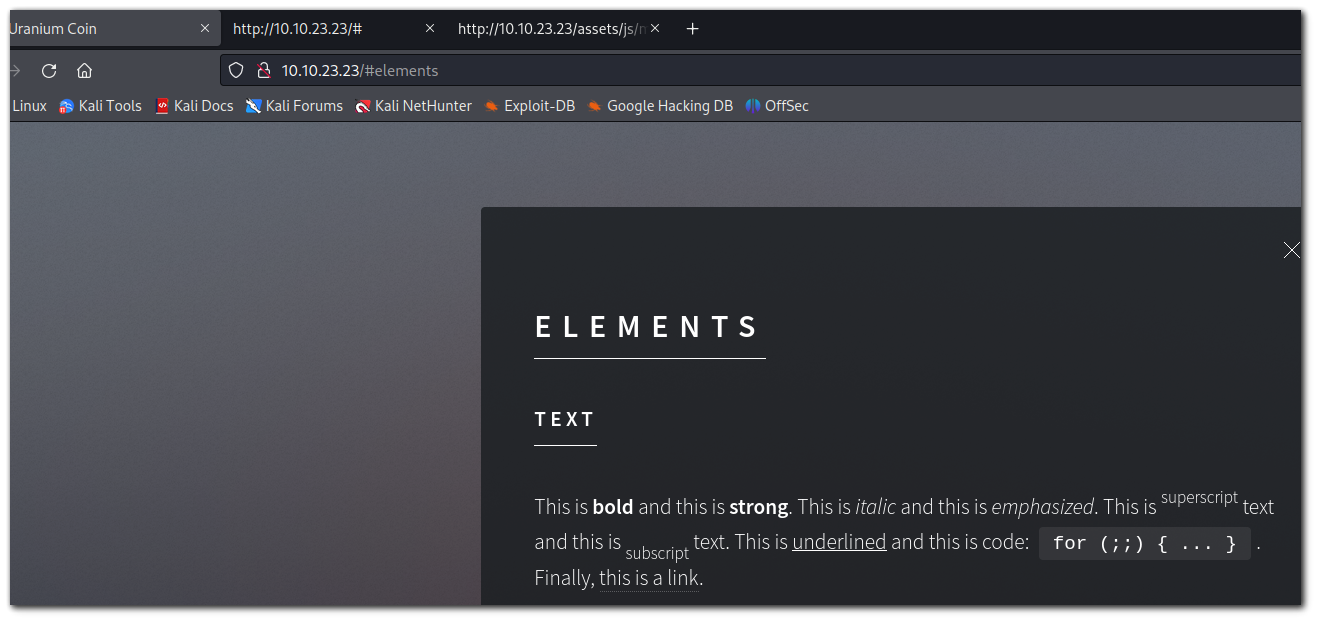 Uranium Coin http://10.10.23.23/# http://10.10.23.23/assets/js/
10.10.23.23/#elements
Linux Kali Tools Kali Docs Kali Forums Kali NetHunter Exploit-DB Google Hacking DB OffSec
ELEMENTS
TEXT
This is bold and this is strong. This is italic and this is emphasized. This is superscript text
and this is subscript text. This is underlined and this is code: for (;;) { ... } .
Finally, this is a link.